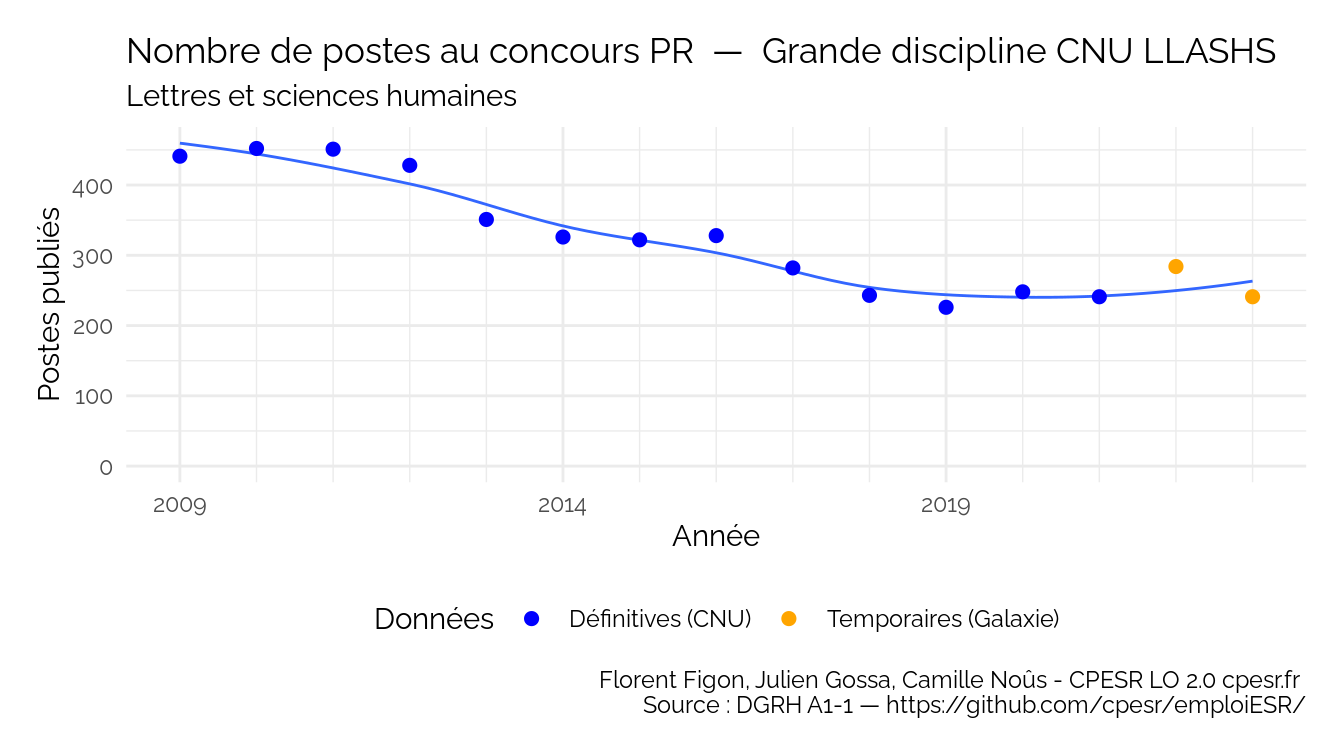 Nombre de postes au concours PR — Grande discipline CNU LLASHS
Lettres et sciences humaines
Postes publiés
400
300
200
100
0
2009 2014 2019
Année
Données Définitives (CNU) Temporaires (Galaxie)
Florent Figon, Julien Gossa, Camille Noûs - CPESR LO 2.0 cpesr.fr
Source : DGRH A1-1 — https://github.com/cpesr/emploiESR/